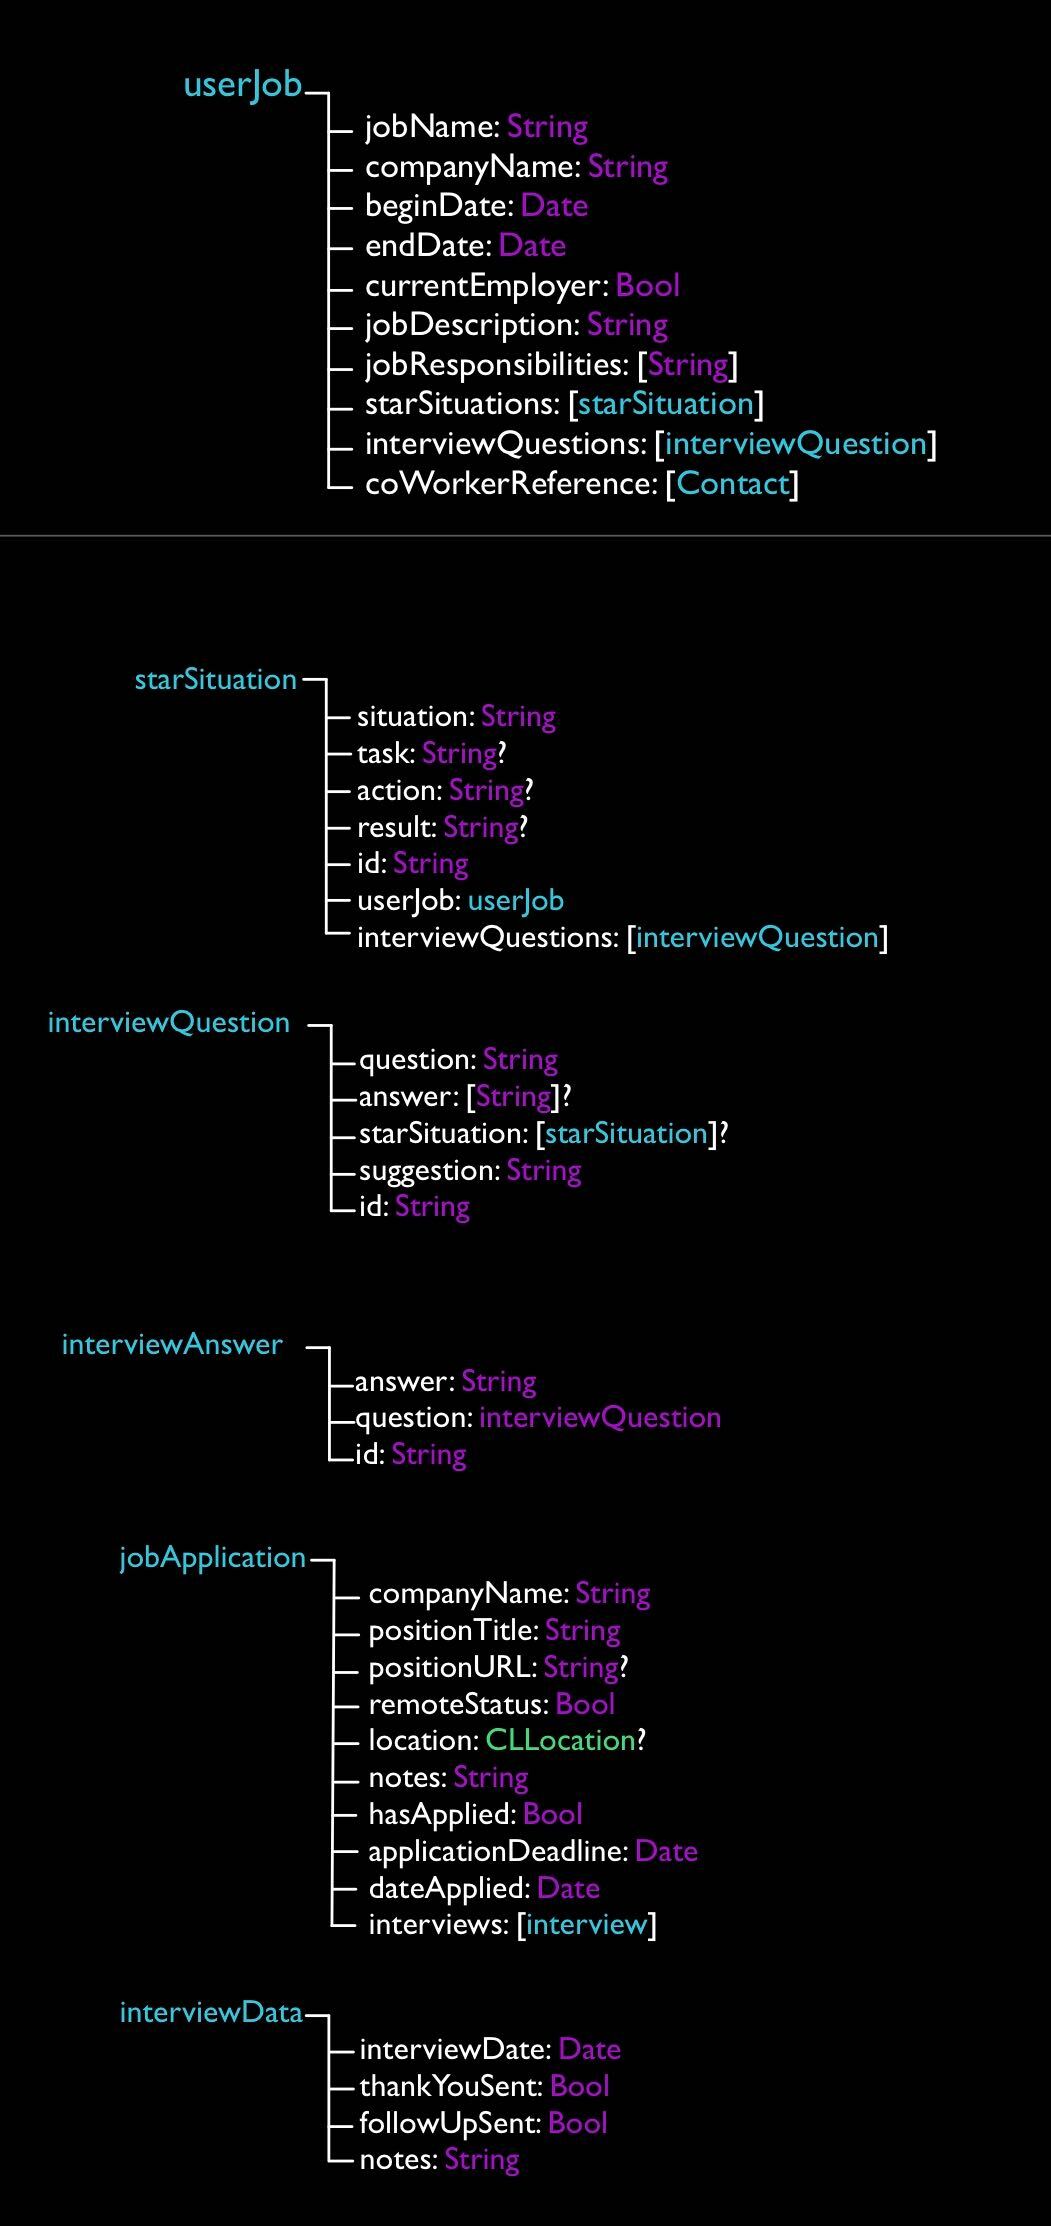 userJob
jobName: String
companyName: String
beginDate: Date
endDate: Date
currentEmployer: Bool
jobDescription: String
jobResponsibilities: [String]
starSituations: [starSituation]
interviewQuestions: [interviewQuestion]
coWorkerReference: [Contact]
starSituation
situation: String
task: String?
action: String?
result: String?
id: String
userJob: userJob
interviewQuestions: [interviewQuestion]
interviewQuestion
question: String
answer: [String]?
starSituation: [starSituation]?
suggestion: String
id: String
interviewAnswer
answer: String
question: interviewQuestion
id: String
jobApplication
companyName: String
positionTitle: String
positionURL: String?
remoteStatus: Bool
location: CLLocation?
notes: String
hasApplied: Bool
applicationDeadline: Date
dateApplied: Date
interviews: [interview]
interviewData
interviewDate: Date
thankYouSent: Bool
followUpSent: Bool
notes: String